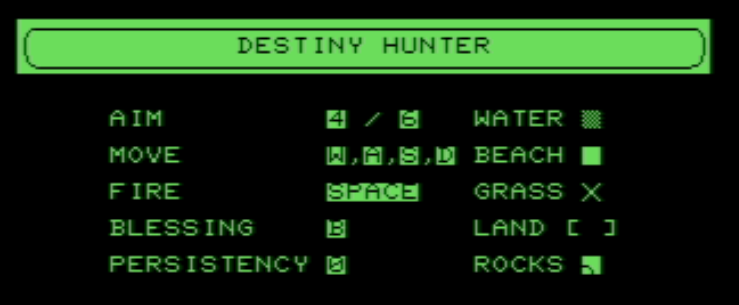 DESTINY HUNTER
AIM 4 / 6 WATER
MOVE W,A,S,D BEACH
FIRE SPACE GRASS
BLESSING B LAND [ ]
PERSISTENCY 0 ROCKS